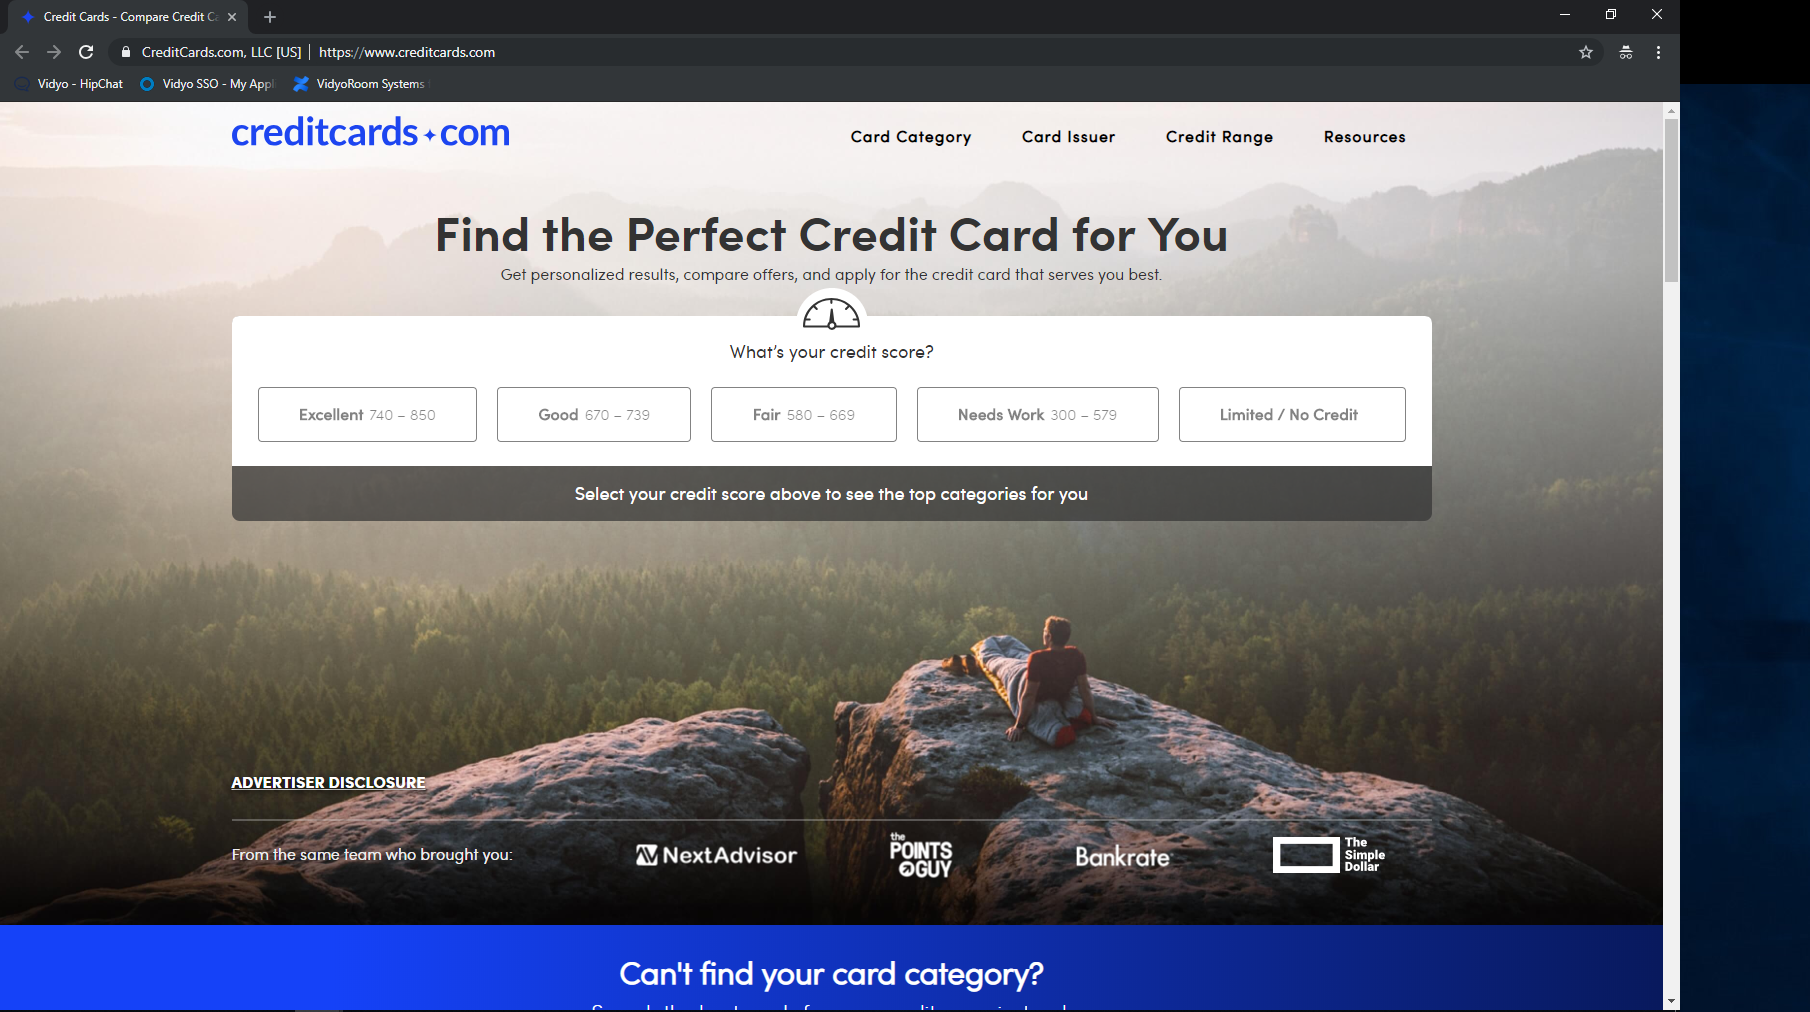 Credit Cards - Compare Credit Ca
CreditCards.com, LLC [US] | https://www.creditcards.com
Vidyo - HipChat Vidyo SSO - My Appli VidyoRoom Systems
creditcards.com Card Category Card Issuer Credit Range Resources
Find the Perfect Credit Card for You
Get personalized results, compare offers, and apply for the credit card that serves you best.
What's your credit score?
Excellent 740 – 850 Good 670 – 739 Fair 580 – 669 Needs Work 300 – 579 Limited / No Credit
Select your credit score above to see the top categories for you
ADVERTISER DISCLOSURE
From the same team who brought you: NextAdvisor the POINTS GUY Bankrate The Simple Dollar
Can't find your card category?